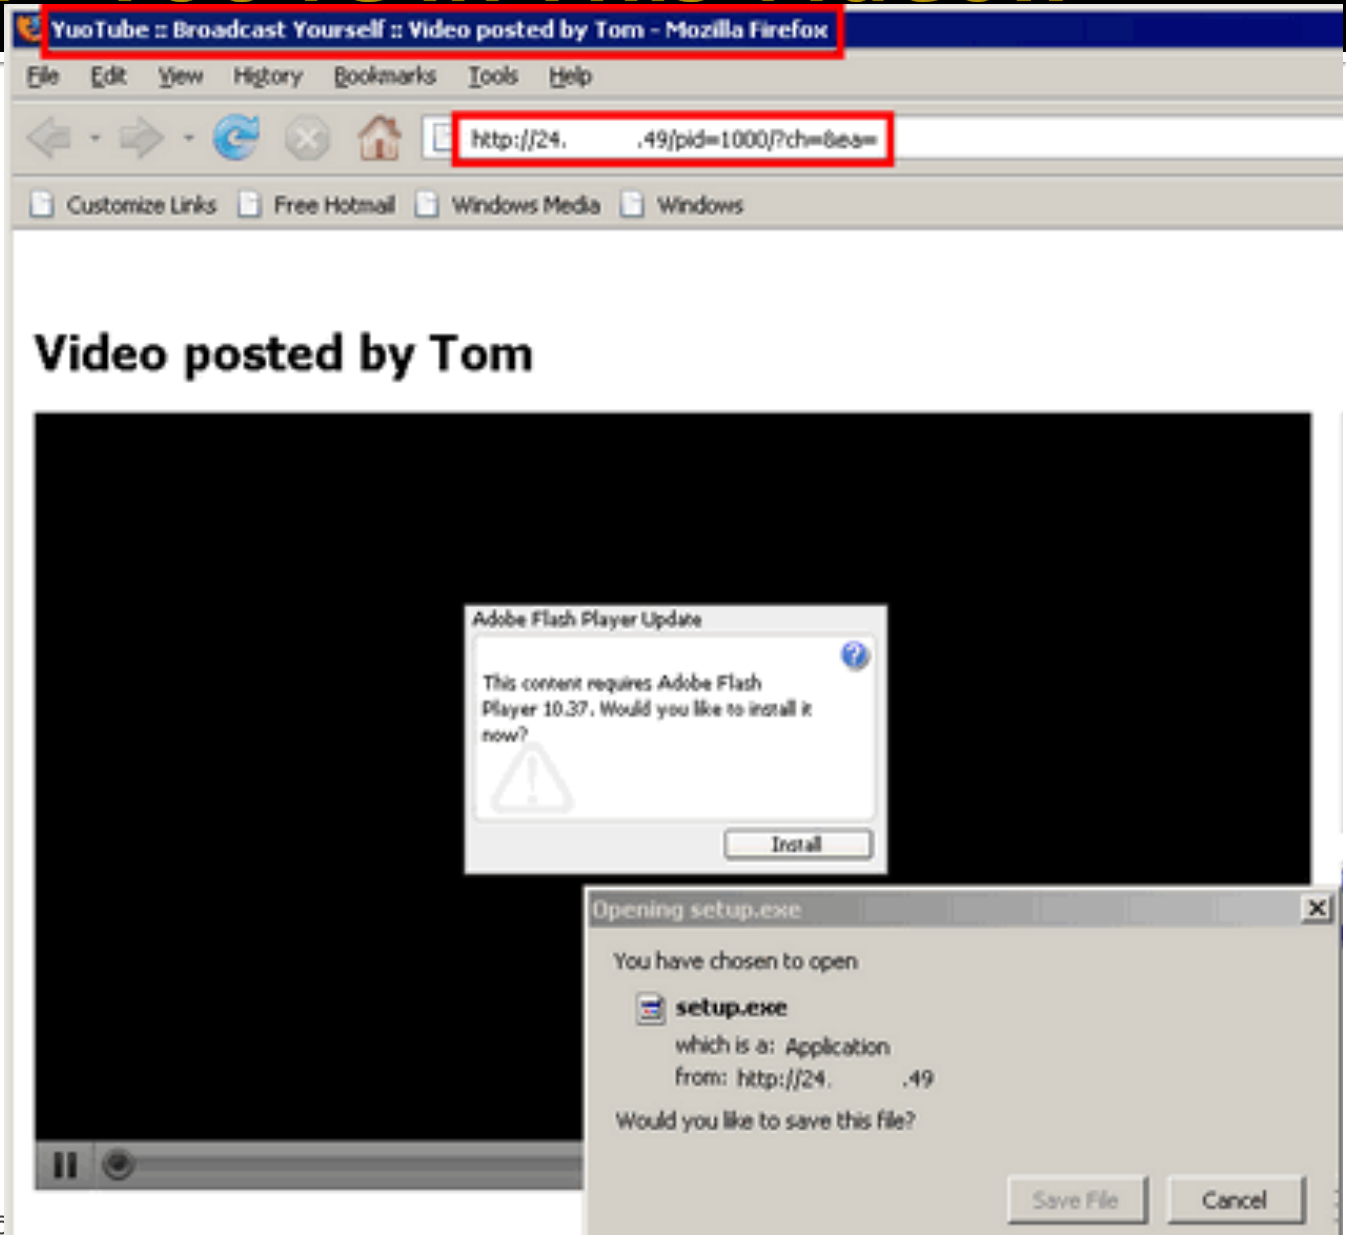 YuoTube :: Broadcast Yourself :: Video posted by Tom - Mozilla Firefox
File Edit View History Bookmarks Tools Help
http://24. .49/pid=1000/?ch=&ea=
Customize Links Free Hotmail Windows Media Windows
Video posted by Tom
Adobe Flash Player Update
This content requires Adobe Flash
Player 10.37. Would you like to install it
now?
Install
Opening setup.exe
You have chosen to open
setup.exe
which is a: Application
from: http://24. .49
Would you like to save this file?
Save File Cancel